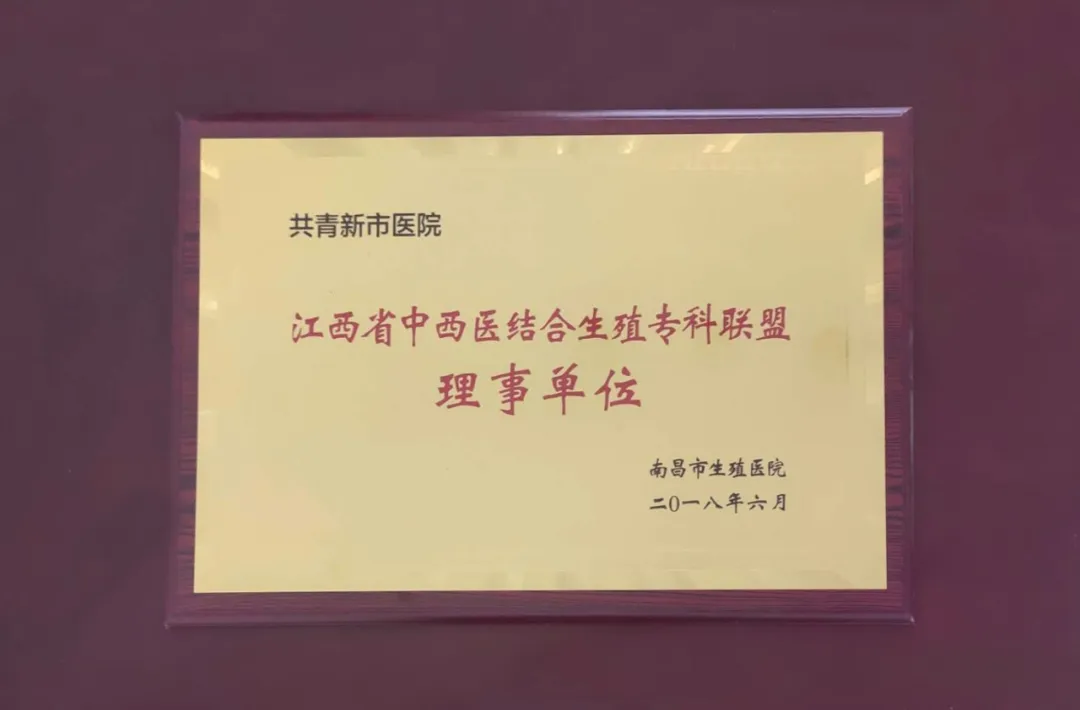 共青新市医院
江西省中西医结合生殖专科联盟
理事单位
南昌市生殖医院
二0一八年六月